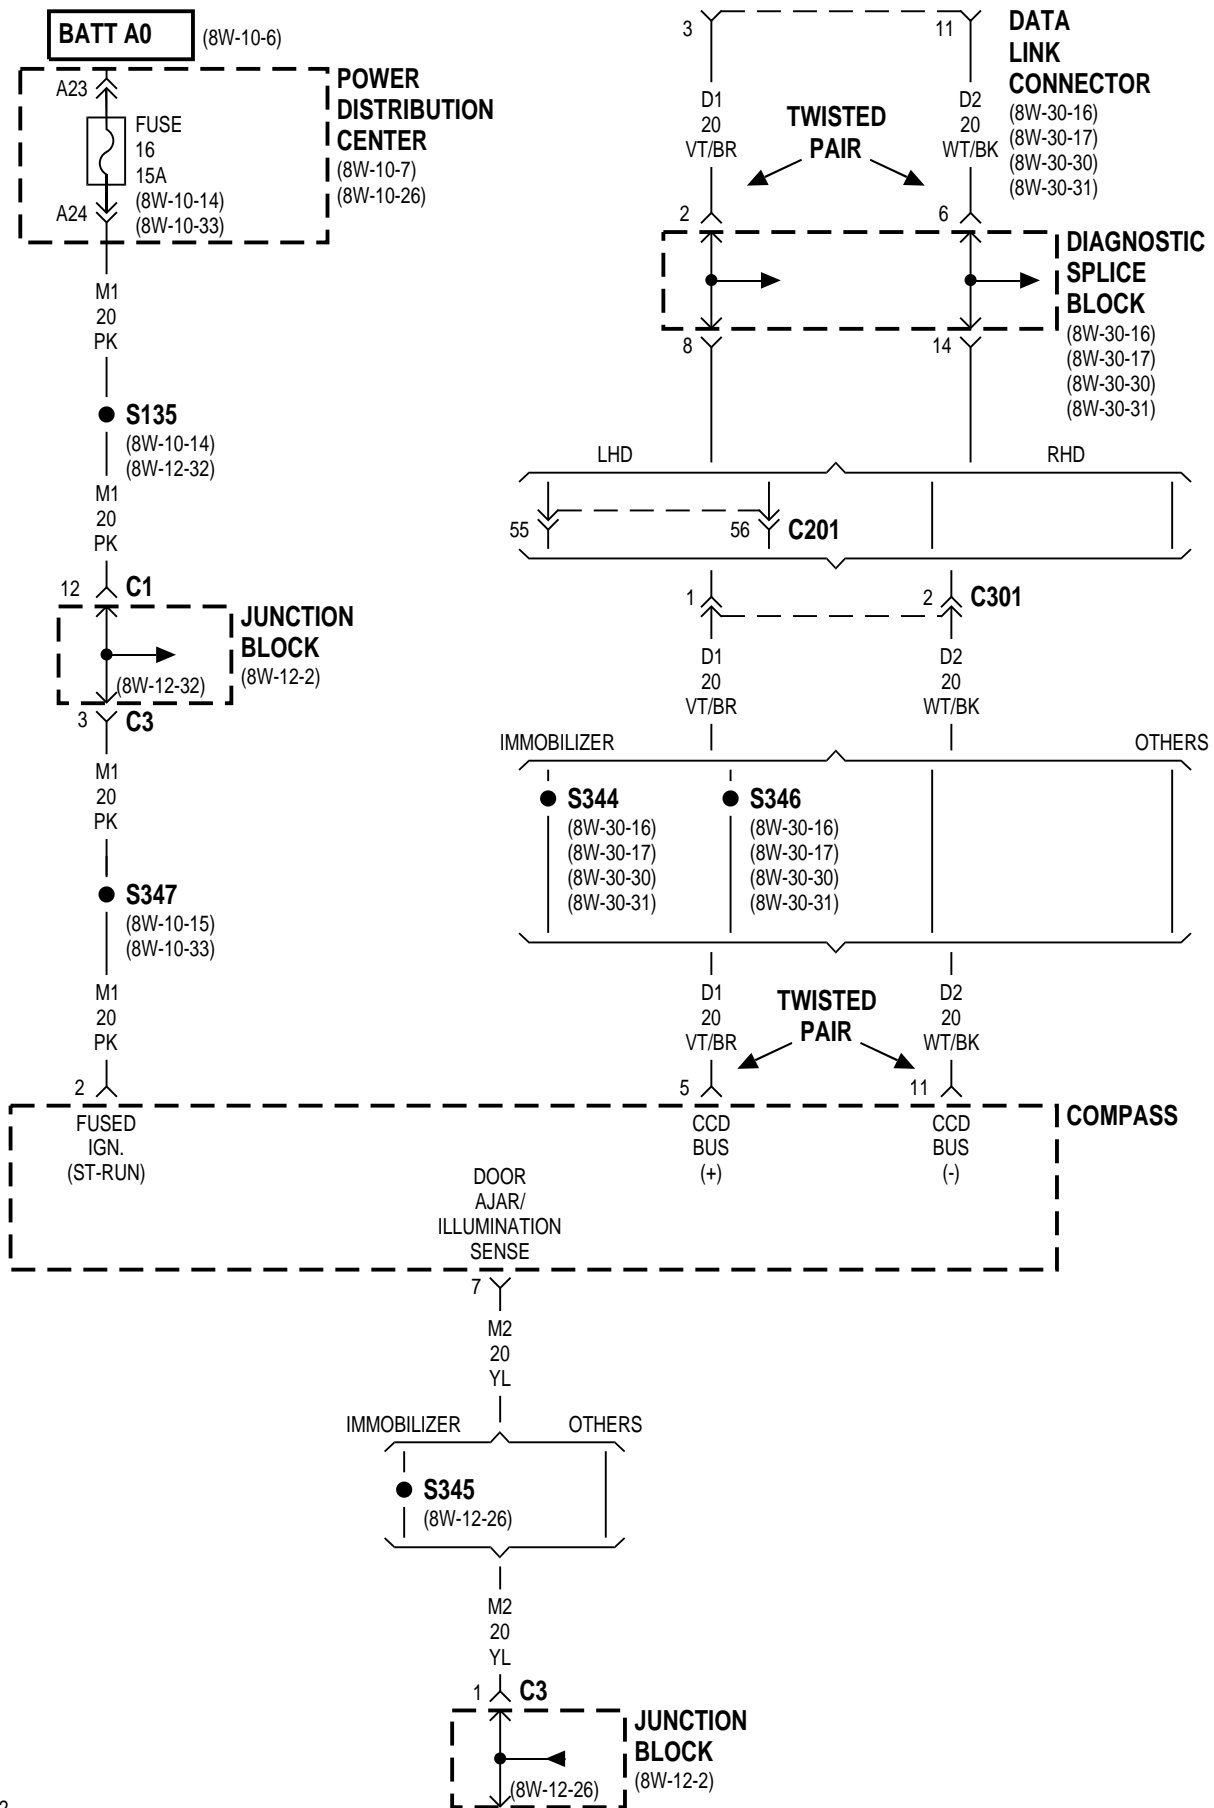 BATT A0
(8W-10-6)
A23
FUSE
16
15A
(8W-10-14)
(8W-10-33)
A24
POWER
DISTRIBUTION
CENTER
(8W-10-7)
(8W-10-26)
M1
20
PK
S135
(8W-10-14)
(8W-12-32)
M1
20
PK
12
C1
JUNCTION
BLOCK
(8W-12-2)
(8W-12-32)
3
C3
M1
20
PK
S347
(8W-10-15)
(8W-10-33)
M1
20
PK
2
3
11
DATA
LINK
CONNECTOR
(8W-30-16)
(8W-30-17)
(8W-30-30)
(8W-30-31)
D1
20
VT/BR
TWISTED
PAIR
D2
20
WT/BK
2
6
DIAGNOSTIC
SPLICE
BLOCK
(8W-30-16)
(8W-30-17)
(8W-30-30)
(8W-30-31)
8
14
LHD
RHD
55
56
C201
1
2
C301
D1
20
VT/BR
D2
20
WT/BK
IMMOBILIZER
OTHERS
S344
(8W-30-16)
(8W-30-17)
(8W-30-30)
(8W-30-31)
S346
(8W-30-16)
(8W-30-17)
(8W-30-30)
(8W-30-31)
D1
20
VT/BR
TWISTED
PAIR
D2
20
WT/BK
5
11
COMPASS
FUSED
IGN.
(ST-RUN)
DOOR
AJAR/
ILLUMINATION
SENSE
CCD
BUS
(+)
CCD
BUS
(-)
7
M2
20
YL
IMMOBILIZER
OTHERS
S345
(8W-12-26)
M2
20
YL
1
C3
JUNCTION
BLOCK
(8W-12-2)
(8W-12-26)